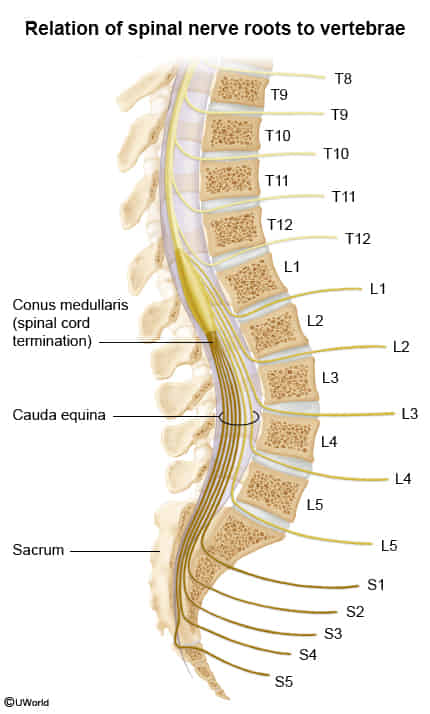 Relation of spinal nerve roots to vertebrae
T8
T9
T9
T10
T10
T11
T11
T12
T12
L1
L1
Conus medullaris
(spinal cord
termination)
L2
L2
L3
Cauda equina
L3
L4
L4
L5
L5
Sacrum
S1
S2
S3
S4
S5
©UWorld